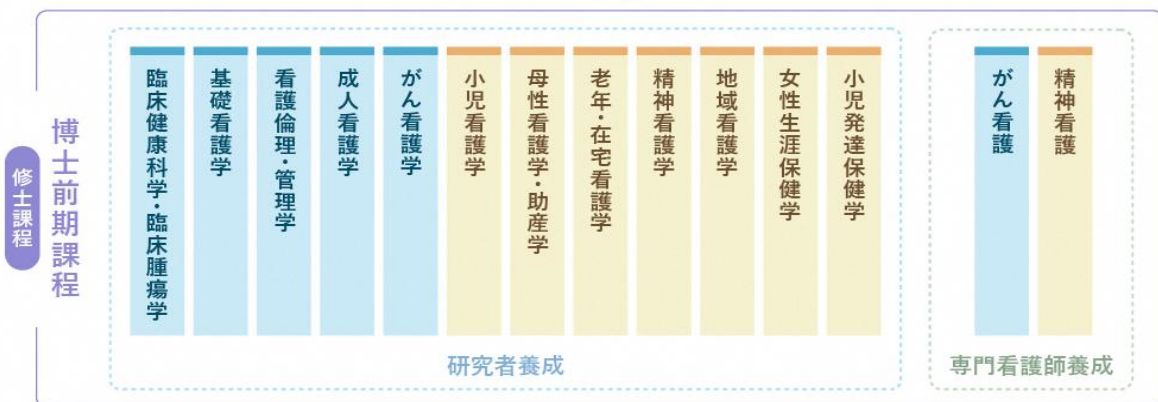 修士課程
博士前期課程
臨床健康科学・臨床腫瘍学
基礎看護学
看護倫理・管理学
成人看護学
がん看護学
小児看護学
母性看護学・助産学
老年・在宅看護学
精神看護学
地域看護学
女性生涯保健学
小児発達保健学
研究者養成
がん看護
精神看護
専門看護師養成